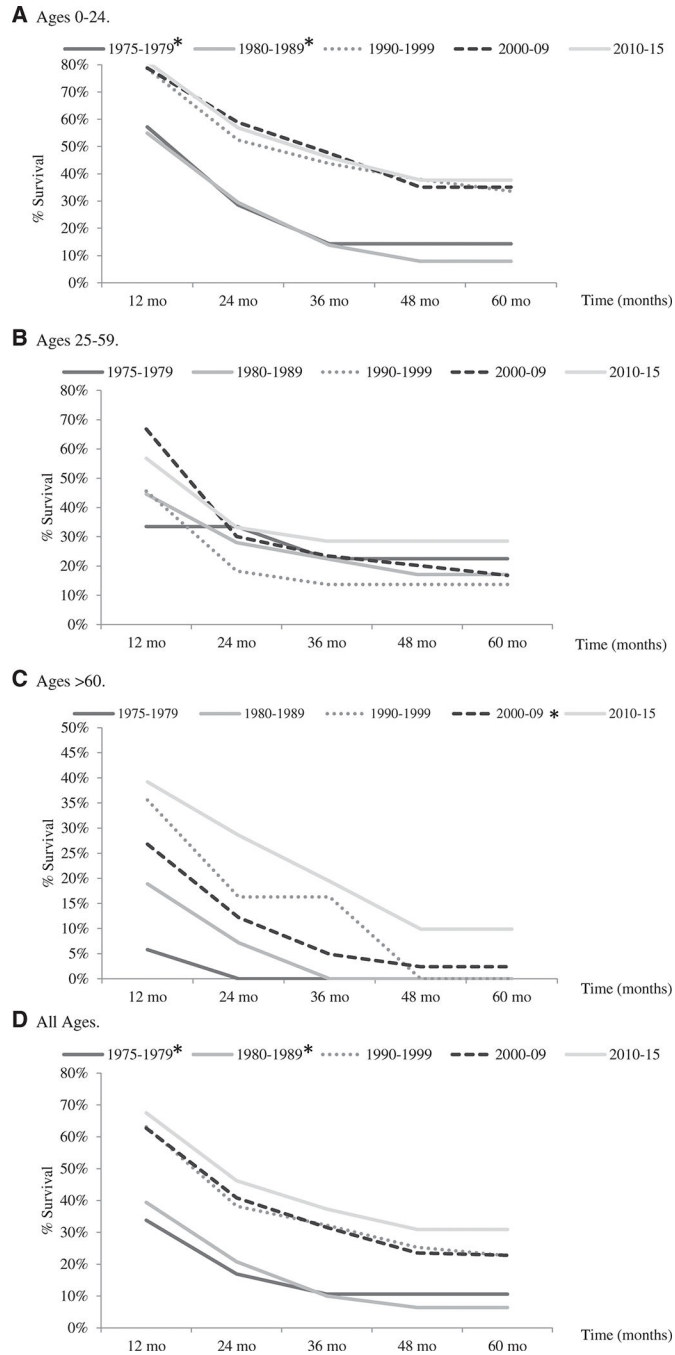 A Ages 0-24.
1975-1979* 1980-1989* 1990-1999 2000-09 2010-15
80%
70%
60%
50%
40%
30%
20%
10%
0%
% Survival
12 mo 24 mo 36 mo 48 mo 60 mo Time (months)
B Ages 25-59.
1975-1979 1980-1989 1990-1999 2000-09 2010-15
80%
70%
60%
50%
40%
30%
20%
10%
0%
% Survival
12 mo 24 mo 36 mo 48 mo 60 mo Time (months)
C Ages >60.
1975-1979 1980-1989 1990-1999 2000-09 * 2010-15
50%
45%
40%
35%
30%
25%
20%
15%
10%
5%
0%
% Survival
12 mo 24 mo 36 mo 48 mo 60 mo Time (months)
D All Ages.
1975-1979* 1980-1989* 1990-1999 2000-09 2010-15
80%
70%
60%
50%
40%
30%
20%
10%
0%
% Survival
12 mo 24 mo 36 mo 48 mo 60 mo Time (months)